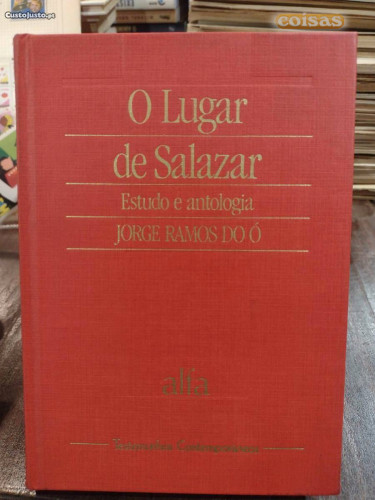 CustoJusto.pt
coisas
O Lugar
de Salazar
Estudo e antologia
JORGE RAMOS DO Ó
alfa